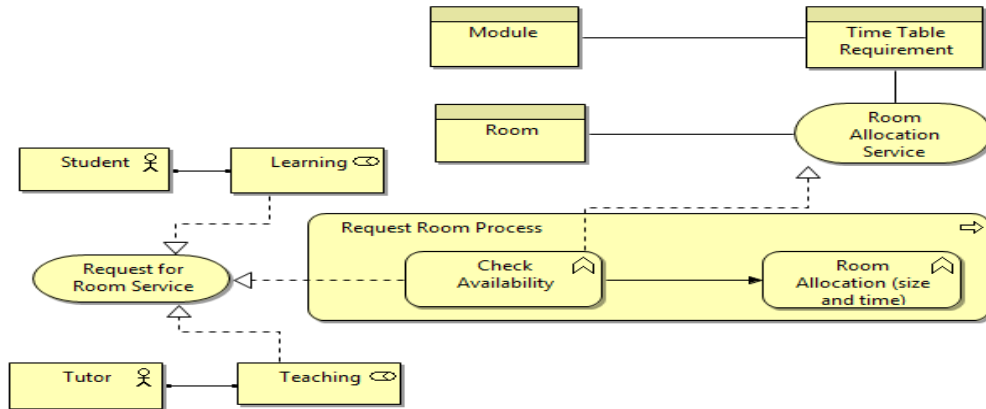 Module
Time Table
Requirement
Room
Room
Allocation
Service
Student
Learning
Request Room Process
Request for
Room Service
Check
Availability
Room
Allocation (size
and time)
Tutor
Teaching